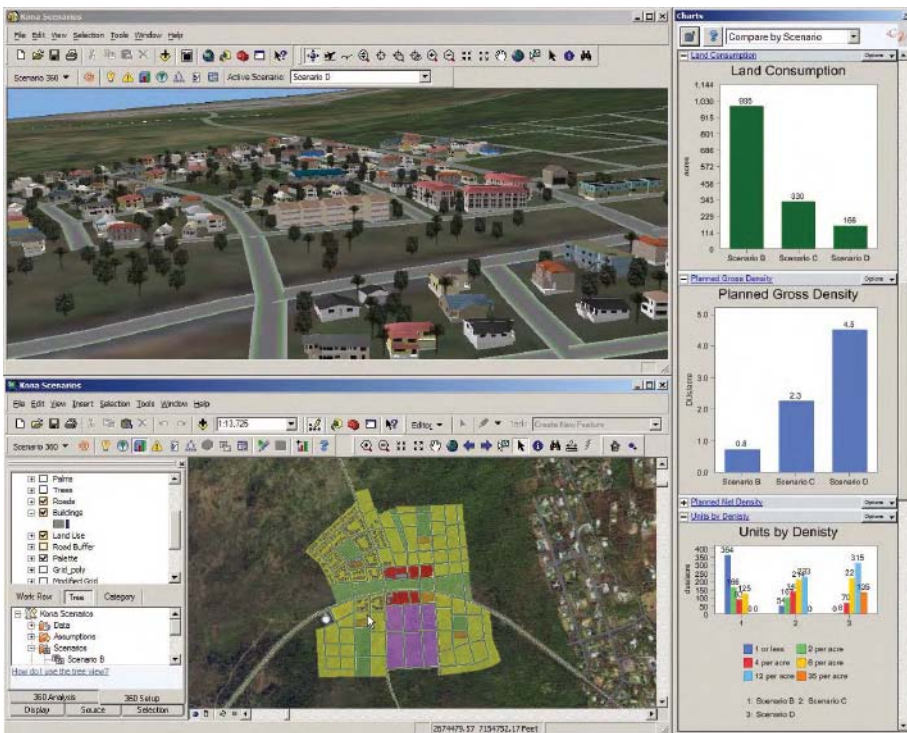 Kona Scenarios
File Edit View Selection Tools Window Help
Scenario 360 Active Scenario: Scenario D
Kona Scenarios
File Edit View Insert Selection Tools Window Help
1:13,725 Editor Task: Create New Feature
Scenario 360
Palms
Trees
Roads
Buildings
Land Use
Road Buffer
Palette
Grid_poly
Modified Grid
Work Flow Tree Category
Kona Scenarios
Data
Assumptions
Scenarios
Scenario B
How do I use the tree view?
360 Analysis 360 Setup
Display Source Selection
2674479.57 7154752.17 Feet
Charts
Compare by Scenario
Land Consumption Options
Land Consumption
1,144
1,030
915
801
686
572
458
343
229
114
0
acres
330
Scenario B Scenario C Scenario D
Planned Gross Density Options
Planned Gross Density
5.0
4.0
3.0
2.0
1.0
0.0
DU/acre
0.8
2.3
4.5
Scenario B Scenario C Scenario D
Planned Net Density Options
Units by Denisty Options
Units by Denisty
400
350
300
250
200
150
100
50
0
364
125
0 0
54
0
0
70
315
135
1 2 3
1 or less 2 per acre
4 per acre 8 per acre
12 per acre 35 per acre
1: Scenario B 2: Scenario C
3: Scenario D